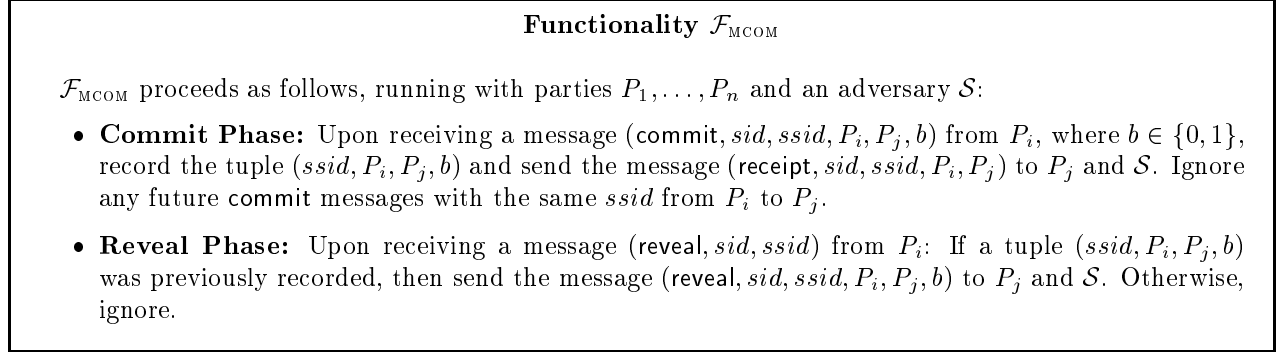 Functionality F_MCOM
F_MCOM proceeds as follows, running with parties P_1, . . . , P_n and an adversary S:
• Commit Phase: Upon receiving a message (commit, sid, ssid, P_i, P_j, b) from P_i, where b ∈ {0, 1},
record the tuple (ssid, P_i, P_j, b) and send the message (receipt, sid, ssid, P_i, P_j) to P_j and S. Ignore
any future commit messages with the same ssid from P_i to P_j.
• Reveal Phase: Upon receiving a message (reveal, sid, ssid) from P_i: If a tuple (ssid, P_i, P_j, b)
was previously recorded, then send the message (reveal, sid, ssid, P_i, P_j, b) to P_j and S. Otherwise,
ignore.